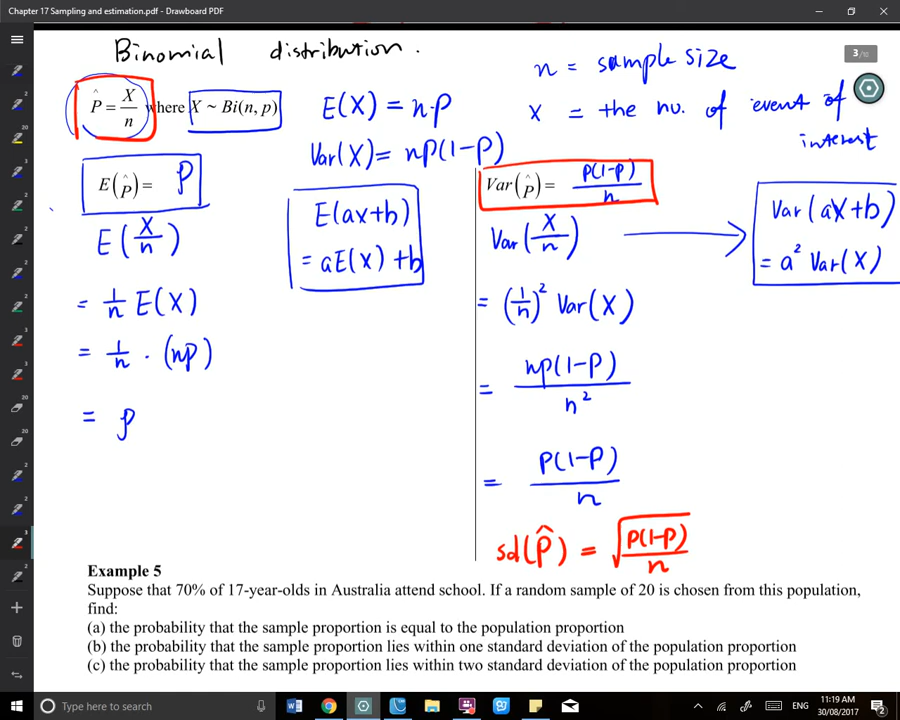 Chapter 17 Sampling and estimation.pdf - Drawboard PDF
3/10
Binomial distribution.
n = sample size
P̂ = X/n where X ~ Bi(n, p)
E(X) = n·p
X = the no. of event of interest
Var(X) = np(1-p)
E(P̂) = P
E(X/n)
= 1/n E(X)
= 1/n · (np)
= p
E(ax+b)
= aE(x)+b
Var(P̂) = P(1-P)/n
Var(X/n)
= (1/n)² Var(X)
= np(1-P)/n²
= P(1-P)/n
sd(P̂) = √(P(1-P)/n)
Var(aX+b)
= a² Var(X)
Example 5
Suppose that 70% of 17-year-olds in Australia attend school. If a random sample of 20 is chosen from this population,
find:
(a) the probability that the sample proportion is equal to the population proportion
(b) the probability that the sample proportion lies within one standard deviation of the population proportion
(c) the probability that the sample proportion lies within two standard deviation of the population proportion
Type here to search
ENG
11:19 AM
30/08/2017